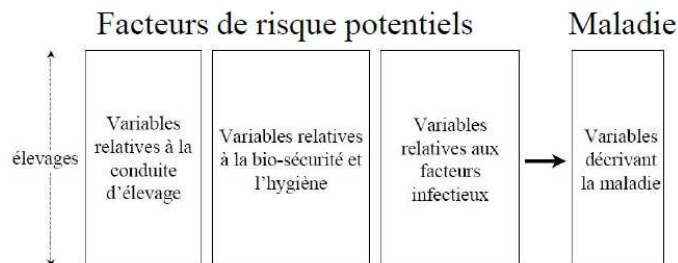 Facteurs de risque potentiels
Maladie
élevages
Variables
relatives à la
conduite
d'élevage
Variables relatives
à la bio-sécurité et
l'hygiène
Variables
relatives aux
facteurs
infectieux
Variables
décrivant
la maladie